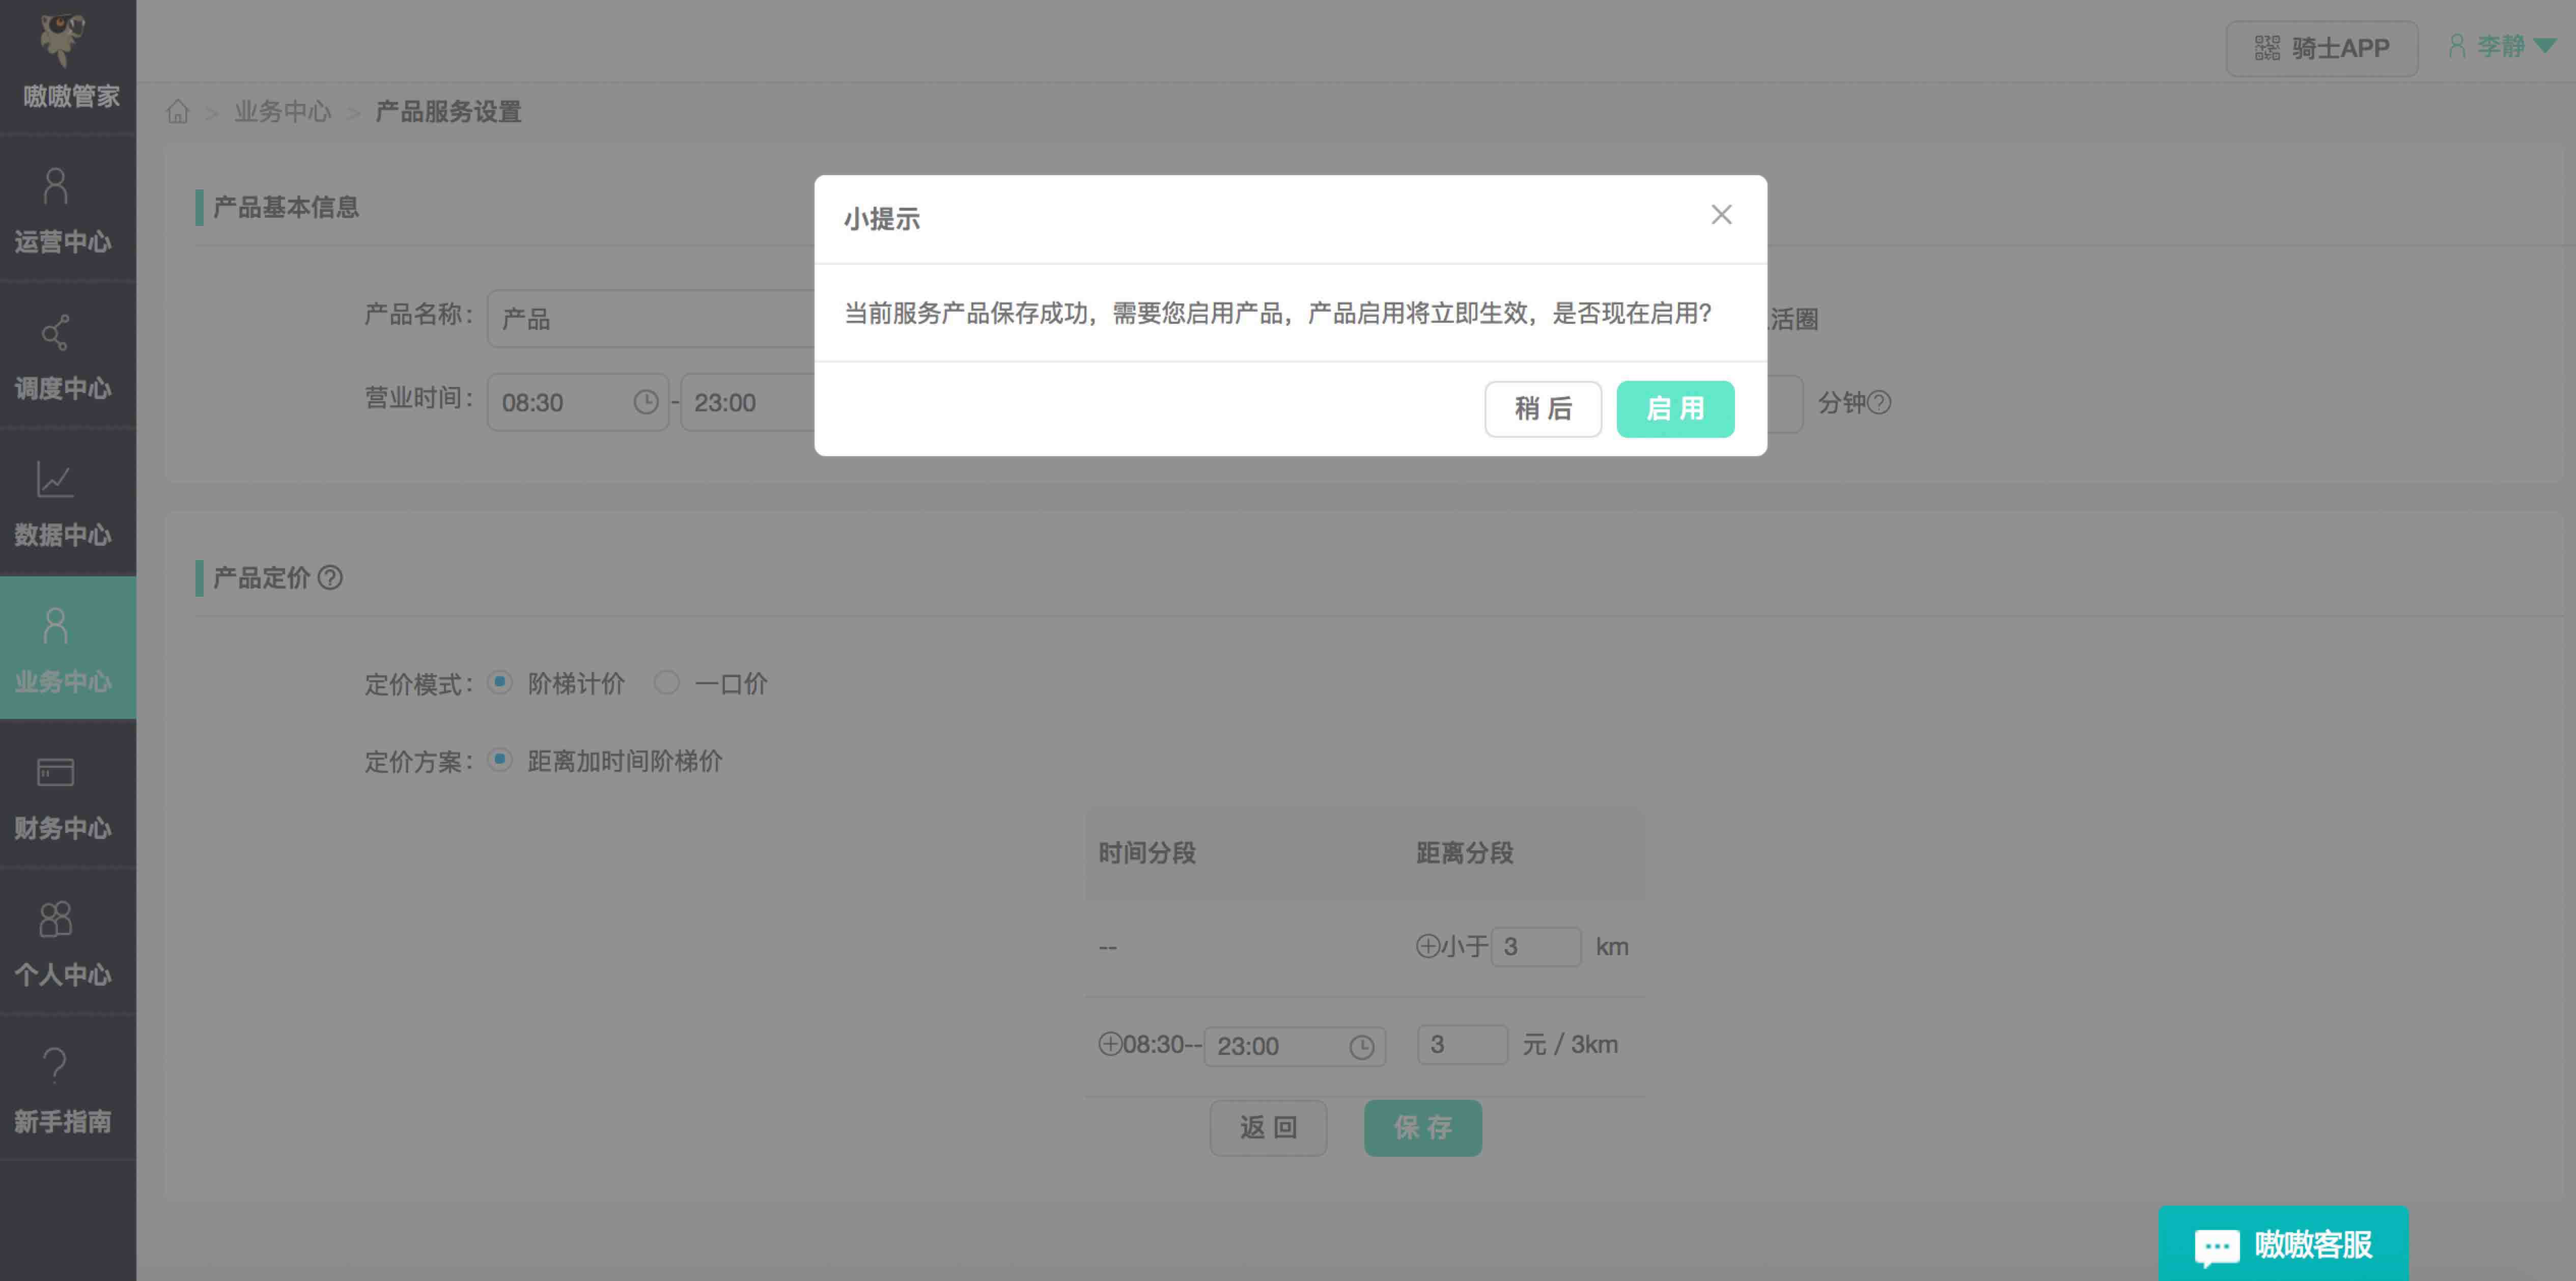 嗷嗷管家
骑士APP
李静
运营中心
调度中心
数据中心
业务中心
财务中心
个人中心
新手指南
> 业务中心 > 产品服务设置
产品基本信息
产品名称： 产品
活圈
营业时间： 08:30 - 23:00
分钟
小提示
当前服务产品保存成功，需要您启用产品，产品启用将立即生效，是否现在启用?
稍 后 启 用
产品定价
定价模式： 阶梯计价 一口价
定价方案： 距离加时间阶梯价
时间分段 距离分段
-- 小于 3 km
08:30-- 23:00 3 元 / 3km
返 回 保 存
嗷嗷客服